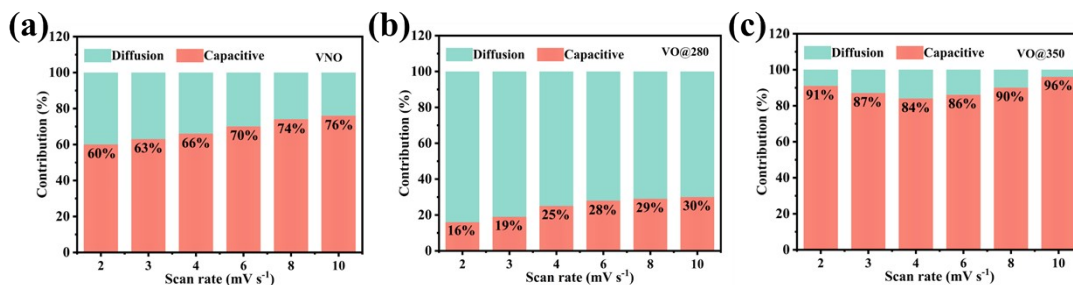 (a)
120
100
80
60
40
20
0
Contribution (%)
Diffusion Capacitive VNO
60% 63% 66% 70% 74% 76%
2 3 4 6 8 10
Scan rate (mV s⁻¹)
(b)
120
100
80
60
40
20
0
Contribution (%)
Diffusion Capacitive VO@280
16% 19% 25% 28% 29% 30%
2 3 4 6 8 10
Scan rate (mV s⁻¹)
(c)
120
100
80
60
40
20
0
Contribution (%)
Diffusion Capacitive VO@350
91% 87% 84% 86% 90% 96%
2 3 4 6 8 10
Scan rate (mV s⁻¹)